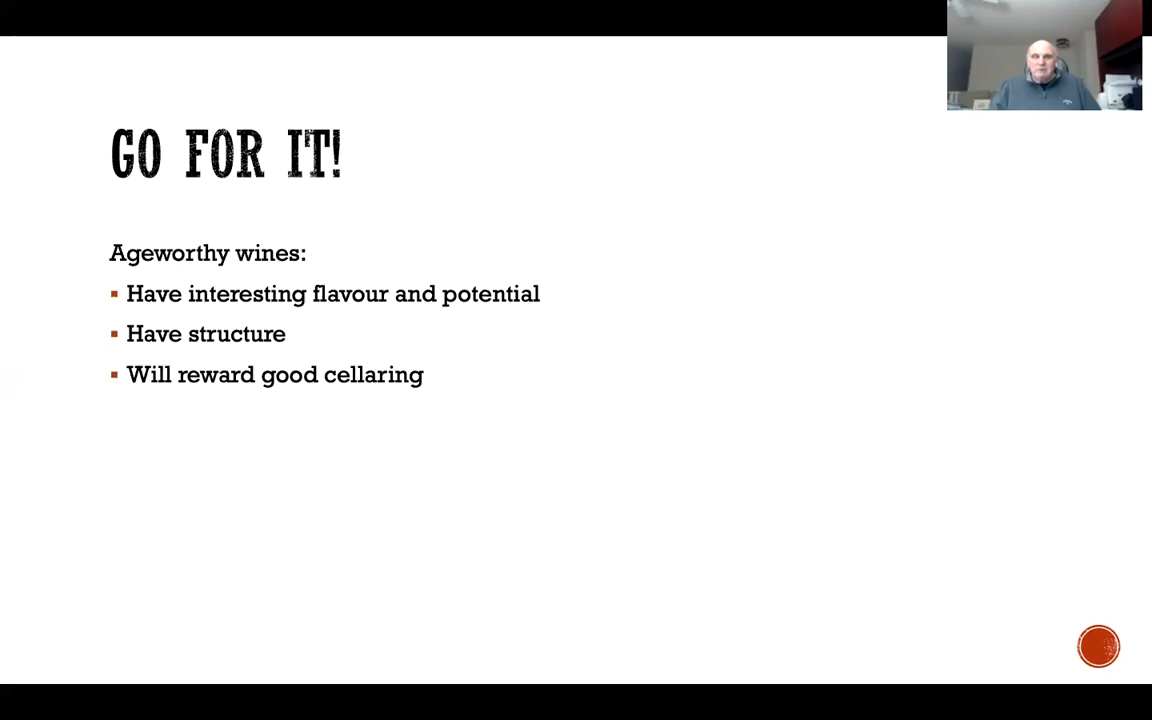 GO FOR IT!
Ageworthy wines:
▪ Have interesting flavour and potential
▪ Have structure
▪ Will reward good cellaring